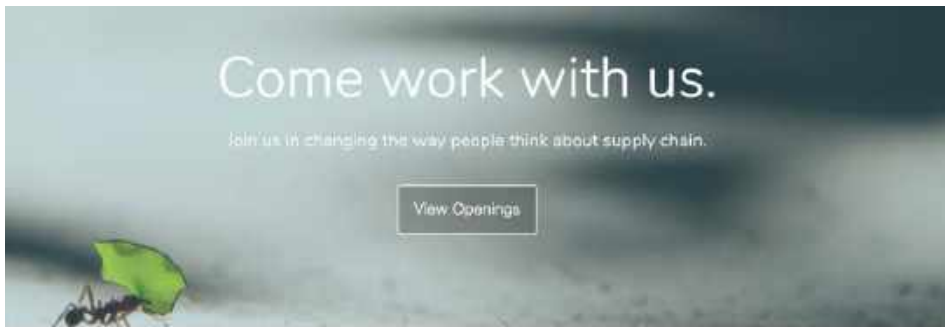 Come work with us.
Join us in changing the way people think about supply chain.
View Openings